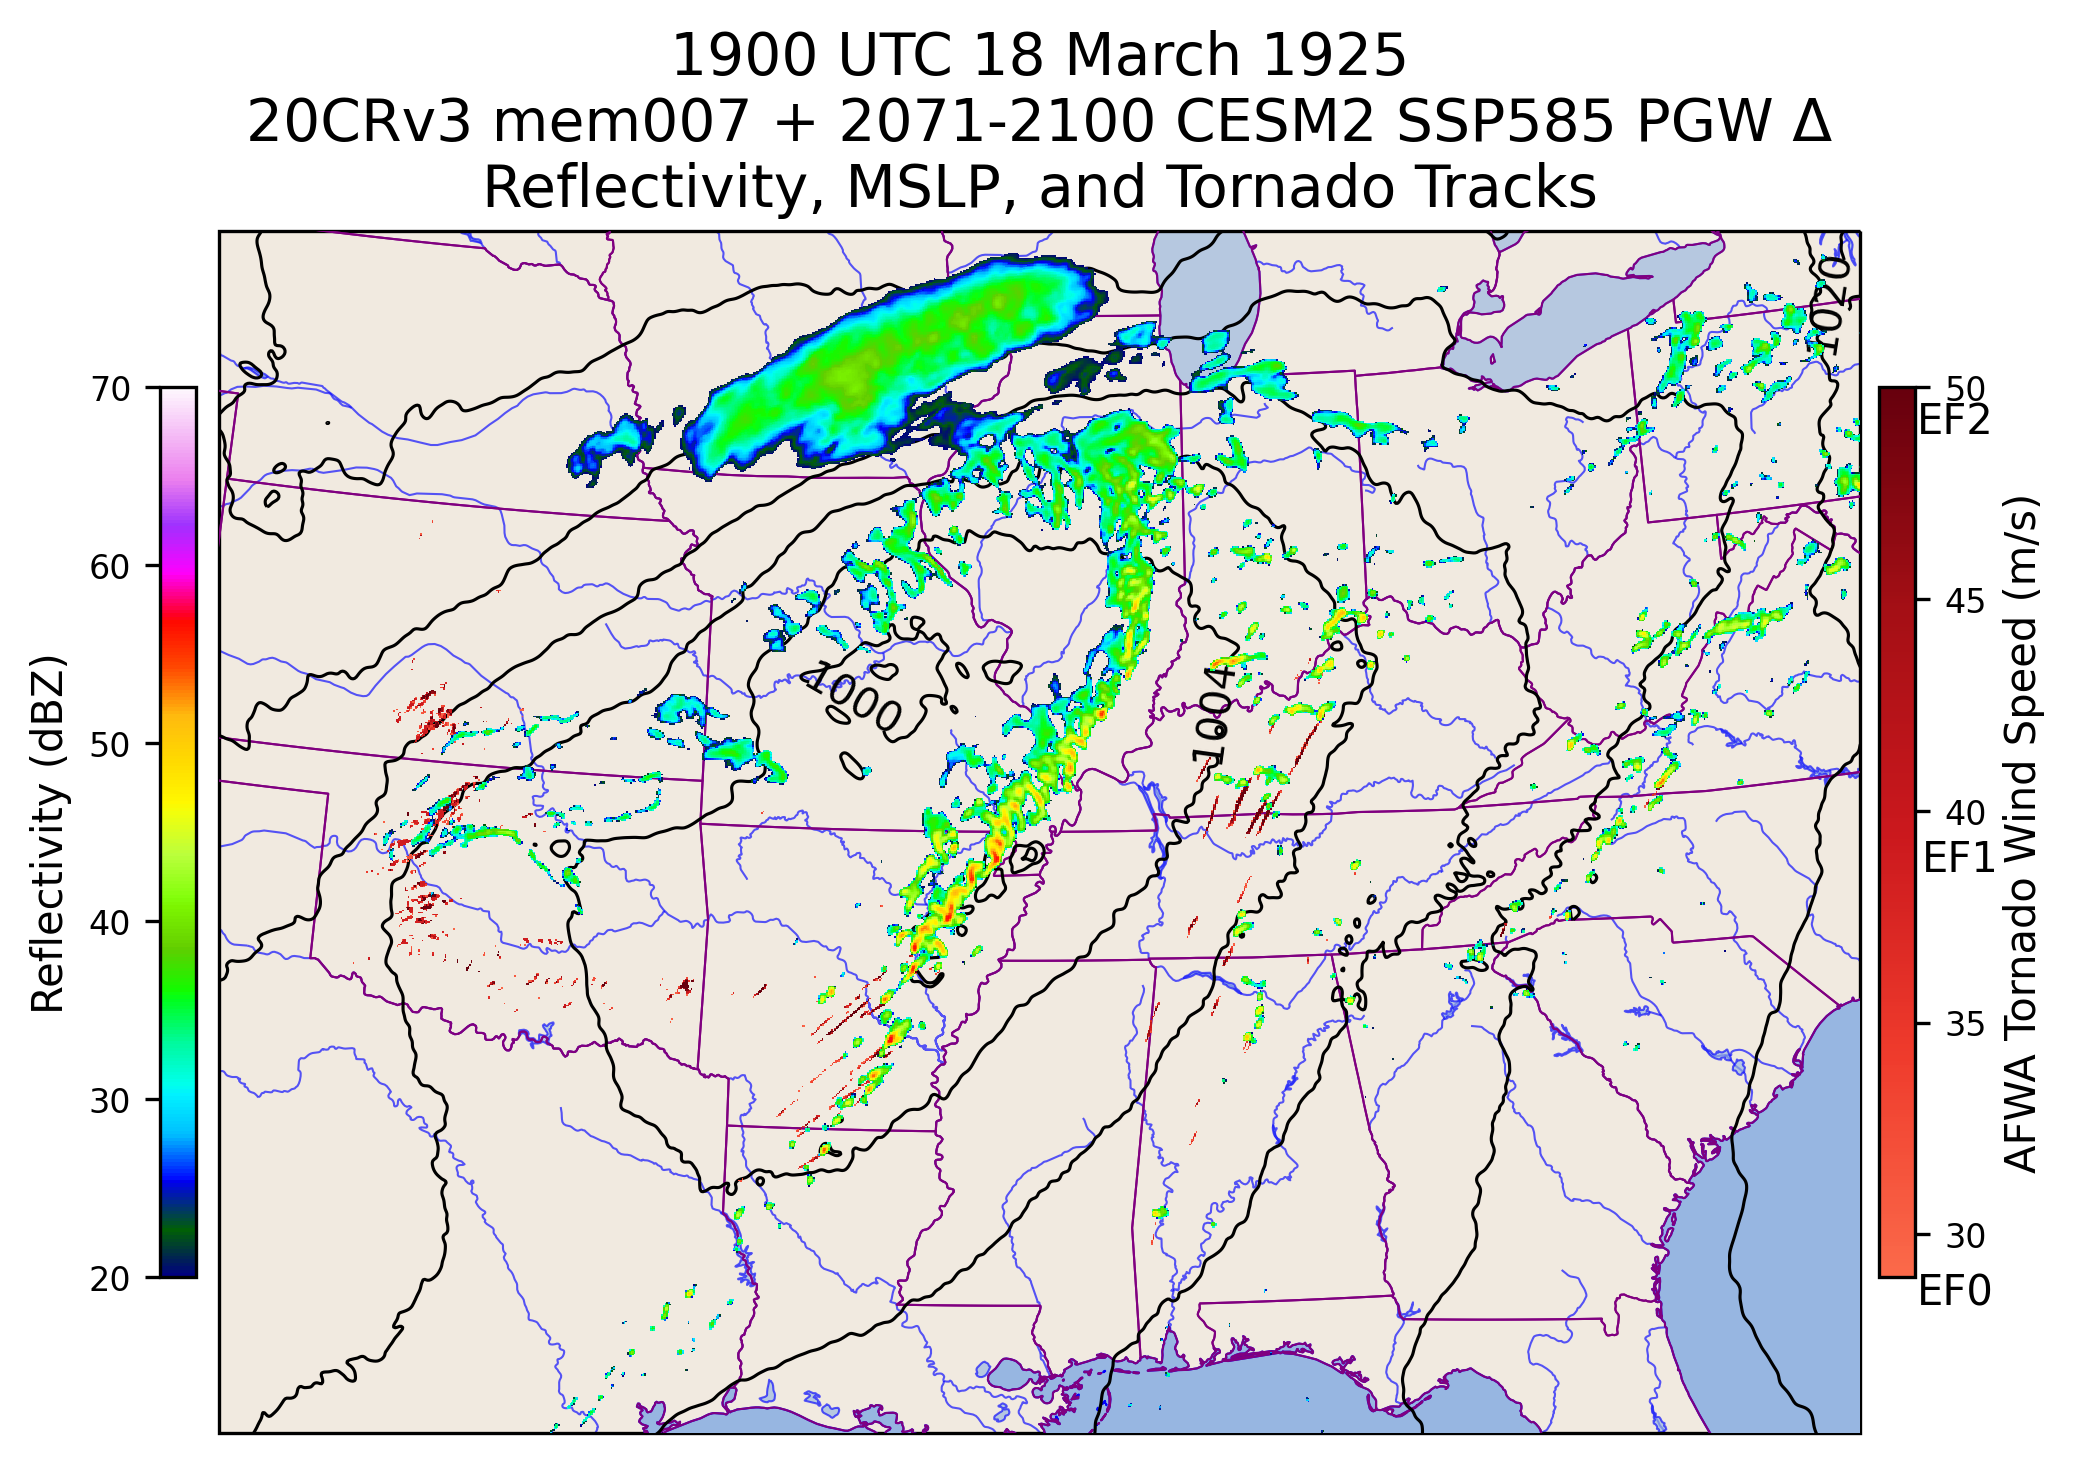 1900 UTC 18 March 1925
20CRv3 mem007 + 2071-2100 CESM2 SSP585 PGW Δ
Reflectivity, MSLP, and Tornado Tracks
70
60
50
40
30
20
Reflectivity (dBZ)
1020
1000
1004
50
EF2
45
40
EF1
35
30
EF0
AFWA Tornado Wind Speed (m/s)